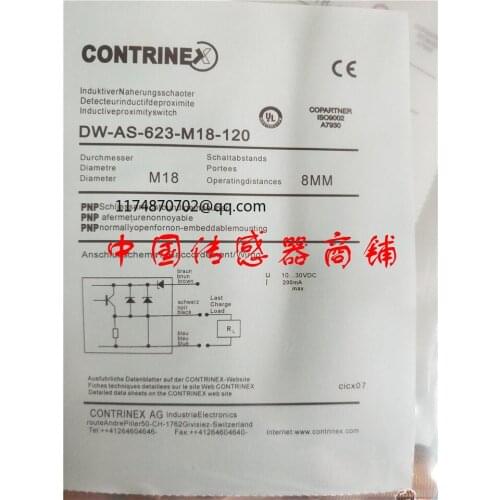 CONTRINEX
CE
InduktiverNaherungsschaoter
Detecteurinductifdeproximite
Inductiveproximityswitch
UL
COPARTNER
ISO9002
A7930
DW-AS-623-M18-120
Durchmesser
Diametre
Diameter
M18
Schaltabstands
Portees
Operatingdistances
8MM
1174870702@qq.com
PNP
PNP afermeturenonnoyable
PNPnormallyopenfornon-embeddablemounting
中国传感器商铺
braun
brun
brown
schwarz
noir
black
blau
bleu
blue
Last
Charge
Load
RL
U 10...30VDC
I 200mA
max
Ausfuhrliche Datenblatter auf der CONTRINEX-Website
Fiches techniques detaillees sur le site Web CONTRINEX
Detailed data sheets on the CONTRINEX web site
cicx07
CONTRINEX AG IndustriaElectronics
routeAndrePiller50-CH-1762Givisiez-Switzerland
Tel:++41264604646- Fax:++41264604640- Internet:www.contrinex.com